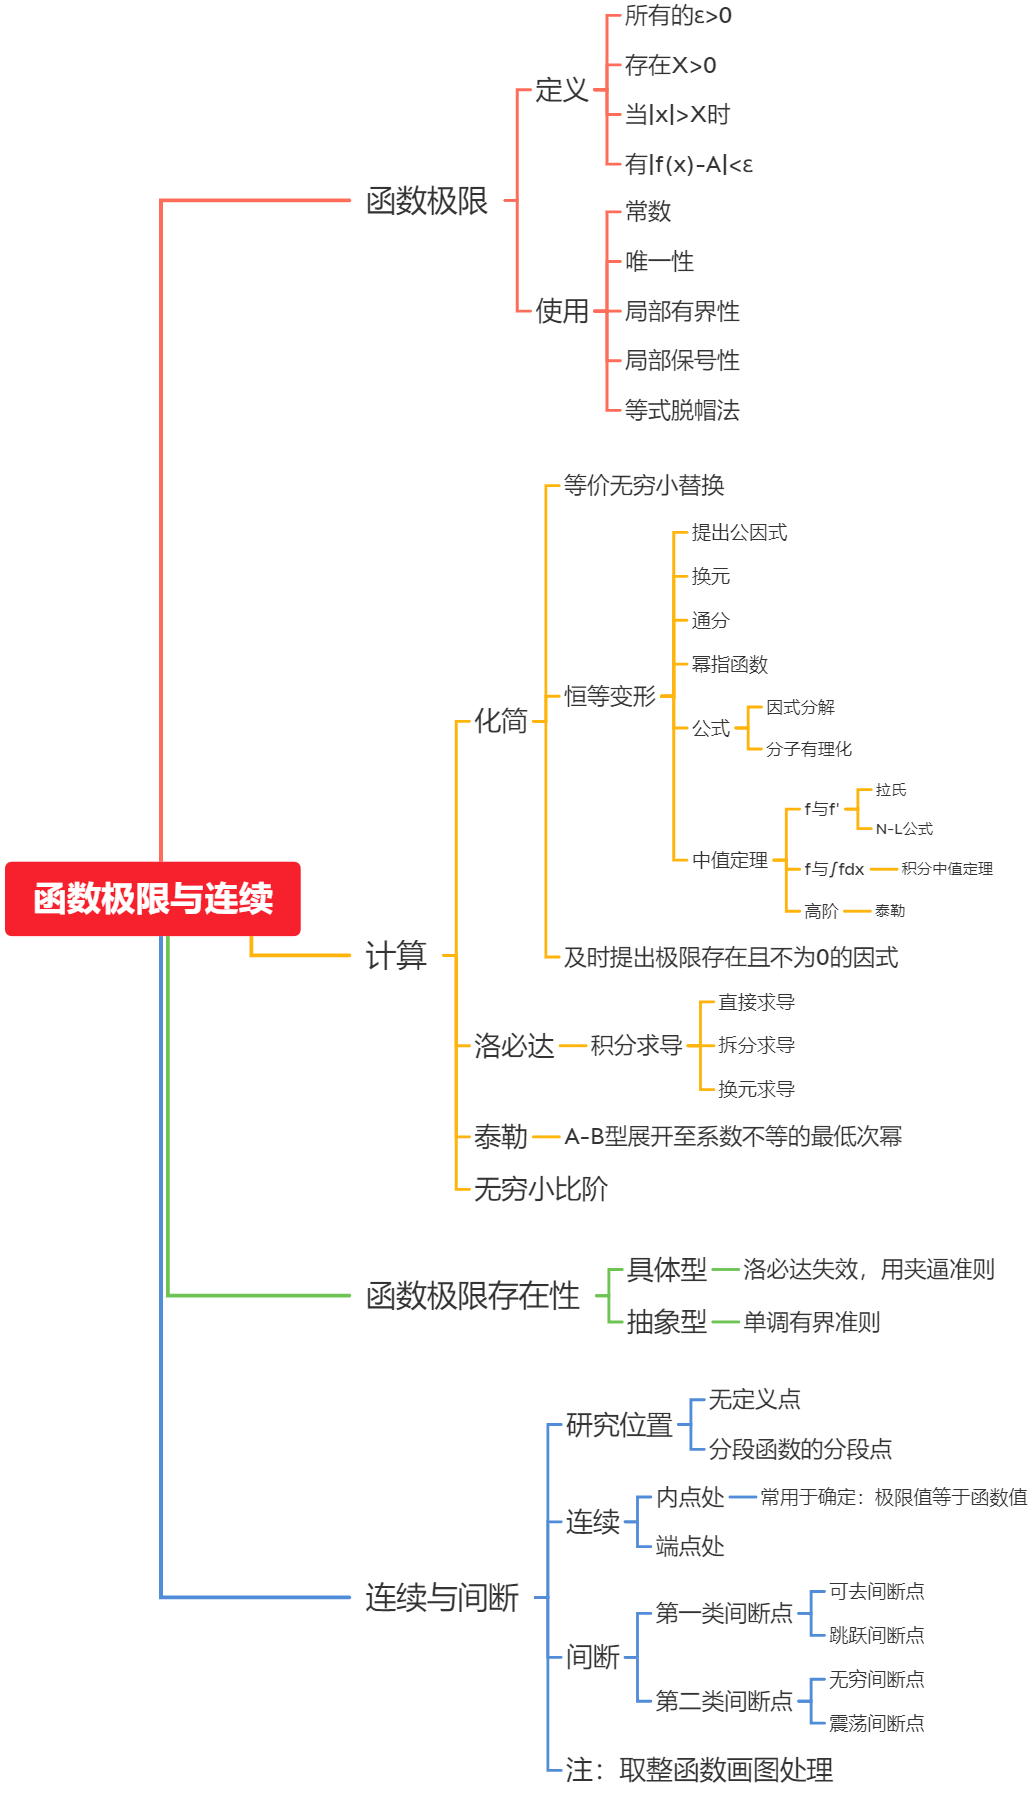 函数极限与连续
函数极限
定义
所有的ε>0
存在X>0
当|x|>X时
有|f(x)-A|<ε
使用
常数
唯一性
局部有界性
局部保号性
等式脱帽法
计算
化简
等价无穷小替换
恒等变形
提出公因式
换元
通分
幂指函数
公式
因式分解
分子有理化
中值定理
f与f'
拉氏
N-L公式
f与∫fdx
积分中值定理
高阶
泰勒
及时提出极限存在且不为0的因式
洛必达
积分求导
直接求导
拆分求导
换元求导
泰勒
A-B型展开至系数不等的最低次幂
无穷小比阶
函数极限存在性
具体型
洛必达失效，用夹逼准则
抽象型
单调有界准则
连续与间断
研究位置
无定义点
分段函数的分段点
连续
内点处
常用于确定：极限值等于函数值
端点处
间断
第一类间断点
可去间断点
跳跃间断点
第二类间断点
无穷间断点
震荡间断点
注：取整函数画图处理